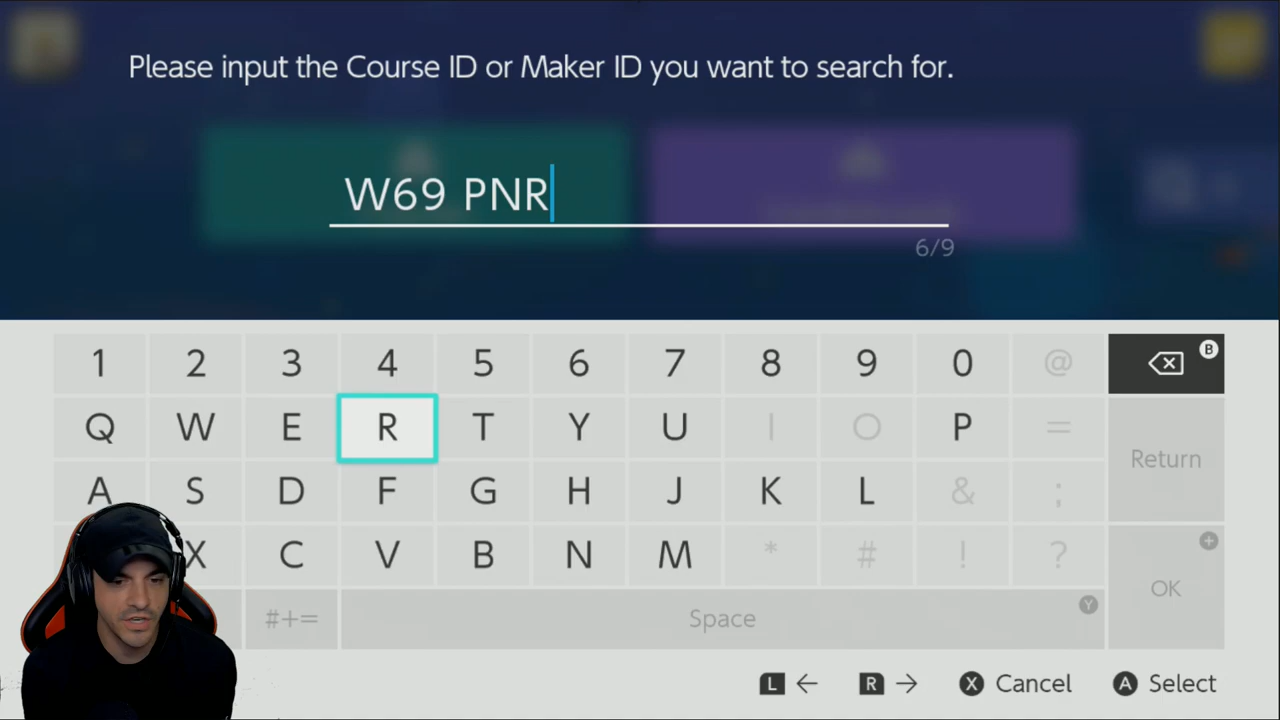 Please input the Course ID or Maker ID you want to search for.
W69 PNR
6/9
1 2 3 4 5 6 7 8 9 0 @ B
Q W E R T Y U I O P = Return
A S D F G H J K L & ;
X C V B N M * # ! ? + OK
#+= Space Y
L ← R → X Cancel A Select